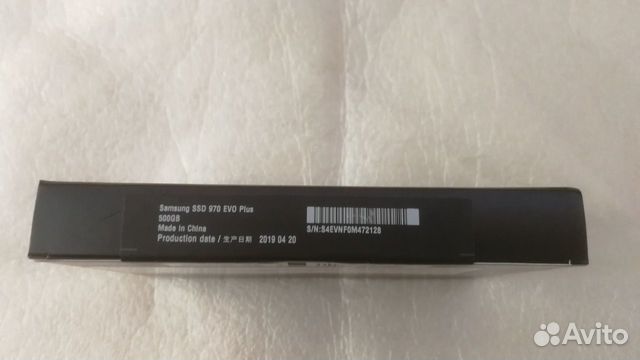 Samsung SSD 970 EVO Plus
500GB
Made in China
Production date / 生产日期 2019 04 20
S/N:S4EVNF0M472128
Avito